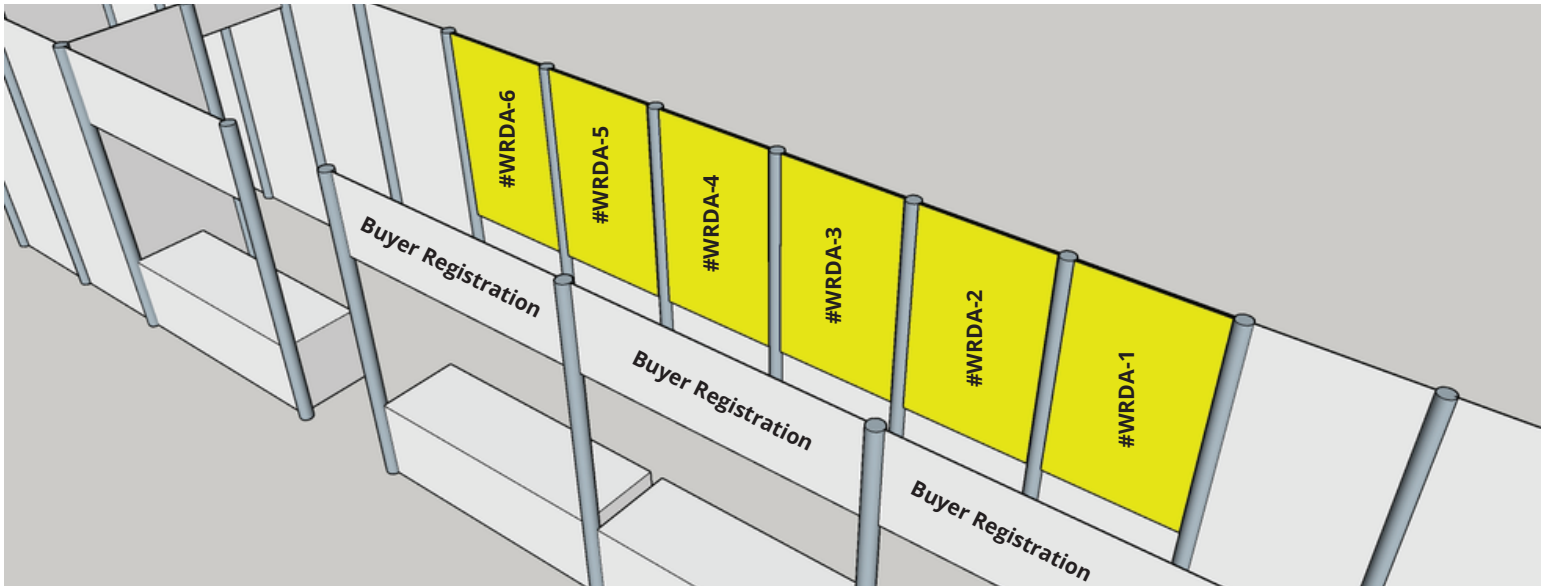 #WRDA-6
#WRDA-5
#WRDA-4
#WRDA-3
#WRDA-2
#WRDA-1
Buyer Registration
Buyer Registration
Buyer Registration